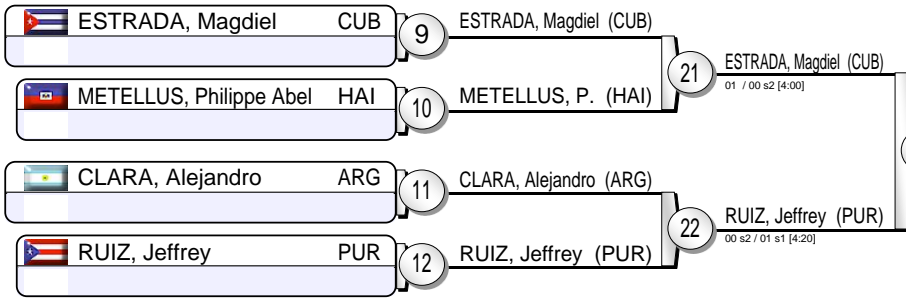 ESTRADA, Magdiel CUB
9
ESTRADA, Magdiel (CUB)
21
ESTRADA, Magdiel (CUB)
01 / 00 s2 [4:00]
METELLUS, Philippe Abel HAI
10
METELLUS, P. (HAI)
CLARA, Alejandro ARG
11
CLARA, Alejandro (ARG)
22
RUIZ, Jeffrey (PUR)
00 s2 / 01 s1 [4:20]
RUIZ, Jeffrey PUR
12
RUIZ, Jeffrey (PUR)